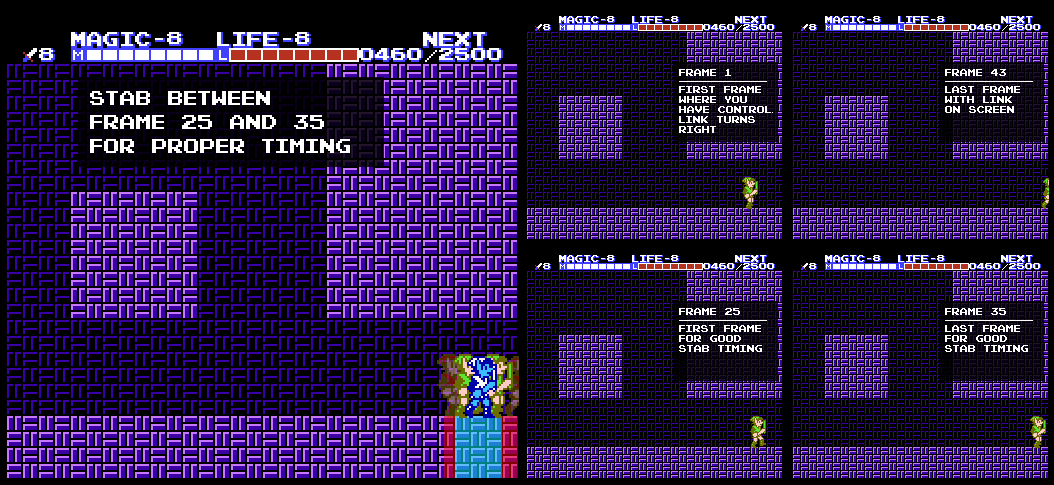 MAGIC-8 LIFE-8 NEXT
/8 M L 0460/2500
STAB BETWEEN
FRAME 25 AND 35
FOR PROPER TIMING
MAGIC-8 LIFE-8 NEXT
/8 M L 0460/2500
FRAME 1
FIRST FRAME
WHERE YOU
HAVE CONTROL
LINK TURNS
RIGHT
MAGIC-8 LIFE-8 NEXT
/8 M L 0460/2500
FRAME 43
LAST FRAME
WITH LINK
ON SCREEN
MAGIC-8 LIFE-8 NEXT
/8 M L 0460/2500
FRAME 25
FIRST FRAME
FOR GOOD
STAB TIMING
MAGIC-8 LIFE-8 NEXT
/8 M L 0460/2500
FRAME 35
LAST FRAME
FOR GOOD
STAB TIMING